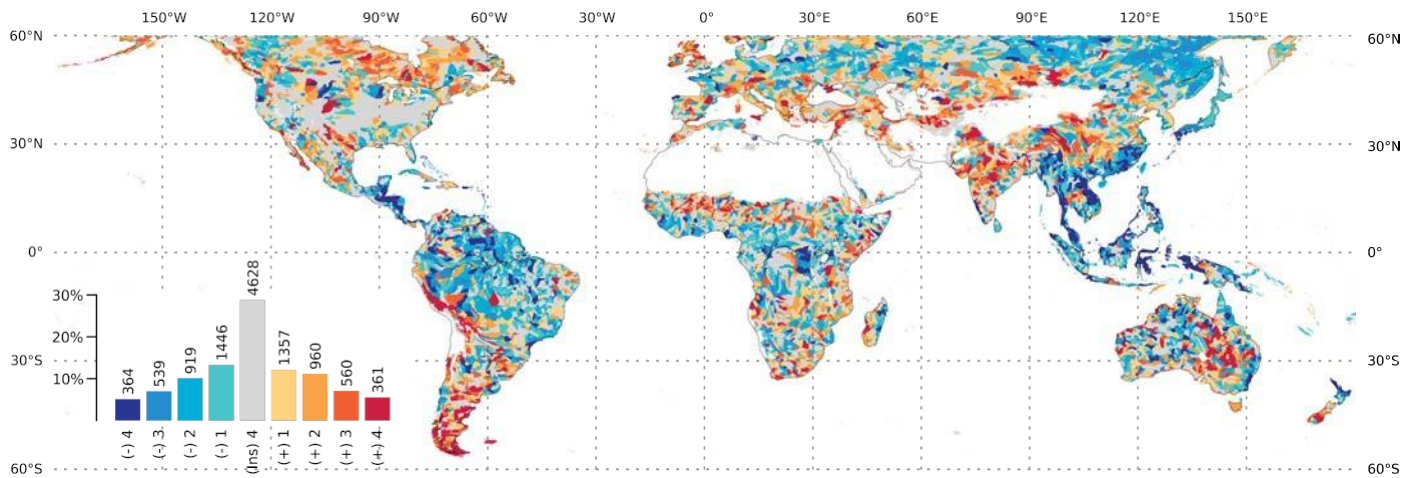 150°W 120°W 90°W 60°W 30°W 0° 30°E 60°E 90°E 120°E 150°E
60°N 60°N
30°N 30°N
0° 0°
30°S 30°S
60°S 60°S
30%
20%
10%
364 539 919 1446 4628 1357 960 560 361
(-) 4 (-) 3 (-) 2 (-) 1 (Ins) 4 (+) 1 (+) 2 (+) 3 (+) 4